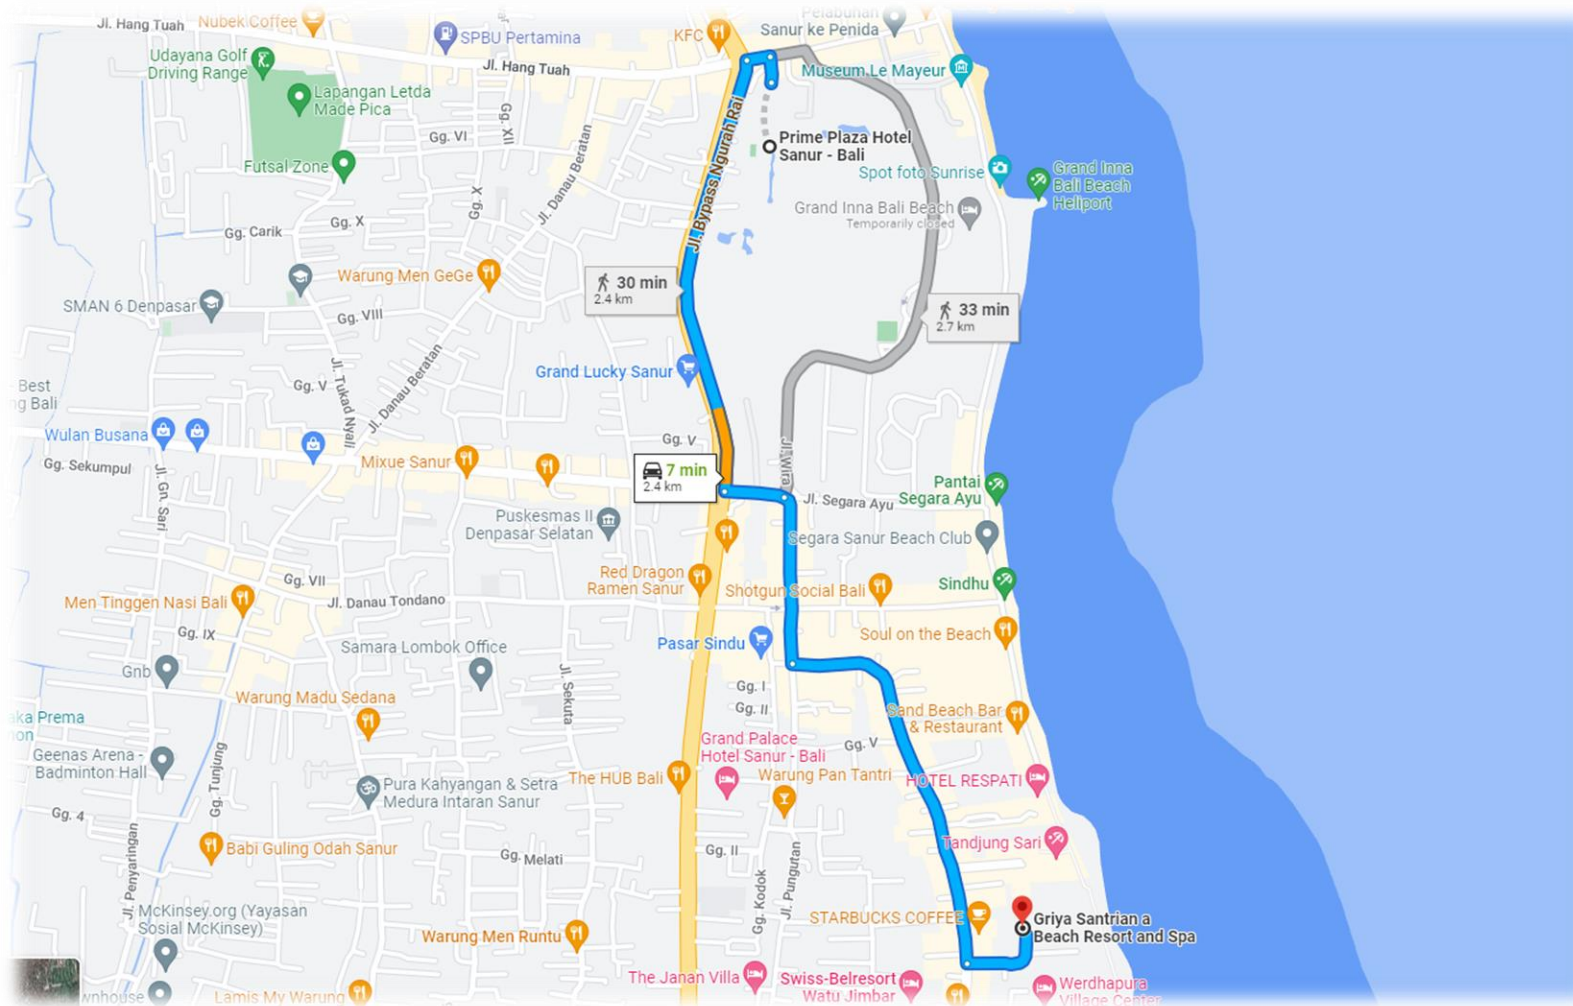 Jl. Hang Tuah
Nubek Coffee
SPBU Pertamina
KFC
Pelabuhan
Sanur ke Penida
Udayana Golf
Driving Range
Jl. Hang Tuah
Museum Le Mayeur
Lapangan Letda
Made Pica
Gg. XII
Gg. VI
Jl. Danau Beratan
Jl. Bypass Ngurah Rai
Prime Plaza Hotel
Sanur - Bali
Futsal Zone
Spot foto Sunrise
Grand Inna
Bali Beach
Heliport
Gg. X
Gg. X
Gg. Carik
Grand Inna Bali Beach
Temporarily closed
Warung Men GeGe
30 min
2.4 km
SMAN 6 Denpasar
Gg. VIII
33 min
2.7 km
Jl. Danau Beratan
Grand Lucky Sanur
Best
ng Bali
Gg. V
Jl. Tukad Nyali
Wulan Busana
Gg. V
Jl. Wira
Gg. Sekumpul
Mixue Sanur
7 min
2.4 km
Jl. Gn. Sari
Pantai
Segara Ayu
Jl. Segara Ayu
Puskesmas II
Denpasar Selatan
Segara Sanur Beach Club
Red Dragon
Ramen Sanur
Gg. VII
Shotgun Social Bali
Sindhu
Men Tinggen Nasi Bali
Jl. Danau Tondano
Gg. IX
Soul on the Beach
Samara Lombok Office
Pasar Sindu
Gnb
Jl. Sekuta
Gg. I
Gg. II
Warung Madu Sedana
Sand Beach Bar
& Restaurant
aka Prema
on
Grand Palace
Hotel Sanur - Bali
Gg. V
Geenas Arena -
Badminton Hall
Gg. Tunjung
The HUB Bali
Warung Pan Tantri
HOTEL RESPATI
Pura Kahyangan & Setra
Medura Intaran Sanur
Gg. 4
Babi Guling Odah Sanur
Gg. Melati
Gg. II
Tandjung Sari
Jl. Penyaringan
Gg. Kodok
Jl. Pungutan
McKinsey.org (Yayasan
Sosial McKinsey)
STARBUCKS COFFEE
Griya Santrian a
Beach Resort and Spa
Warung Men Runtu
The Janan Villa
Swiss-Belresort
Watu Jimbar
Werdhapura
Village Center
wnhouse
Lamis My Warung